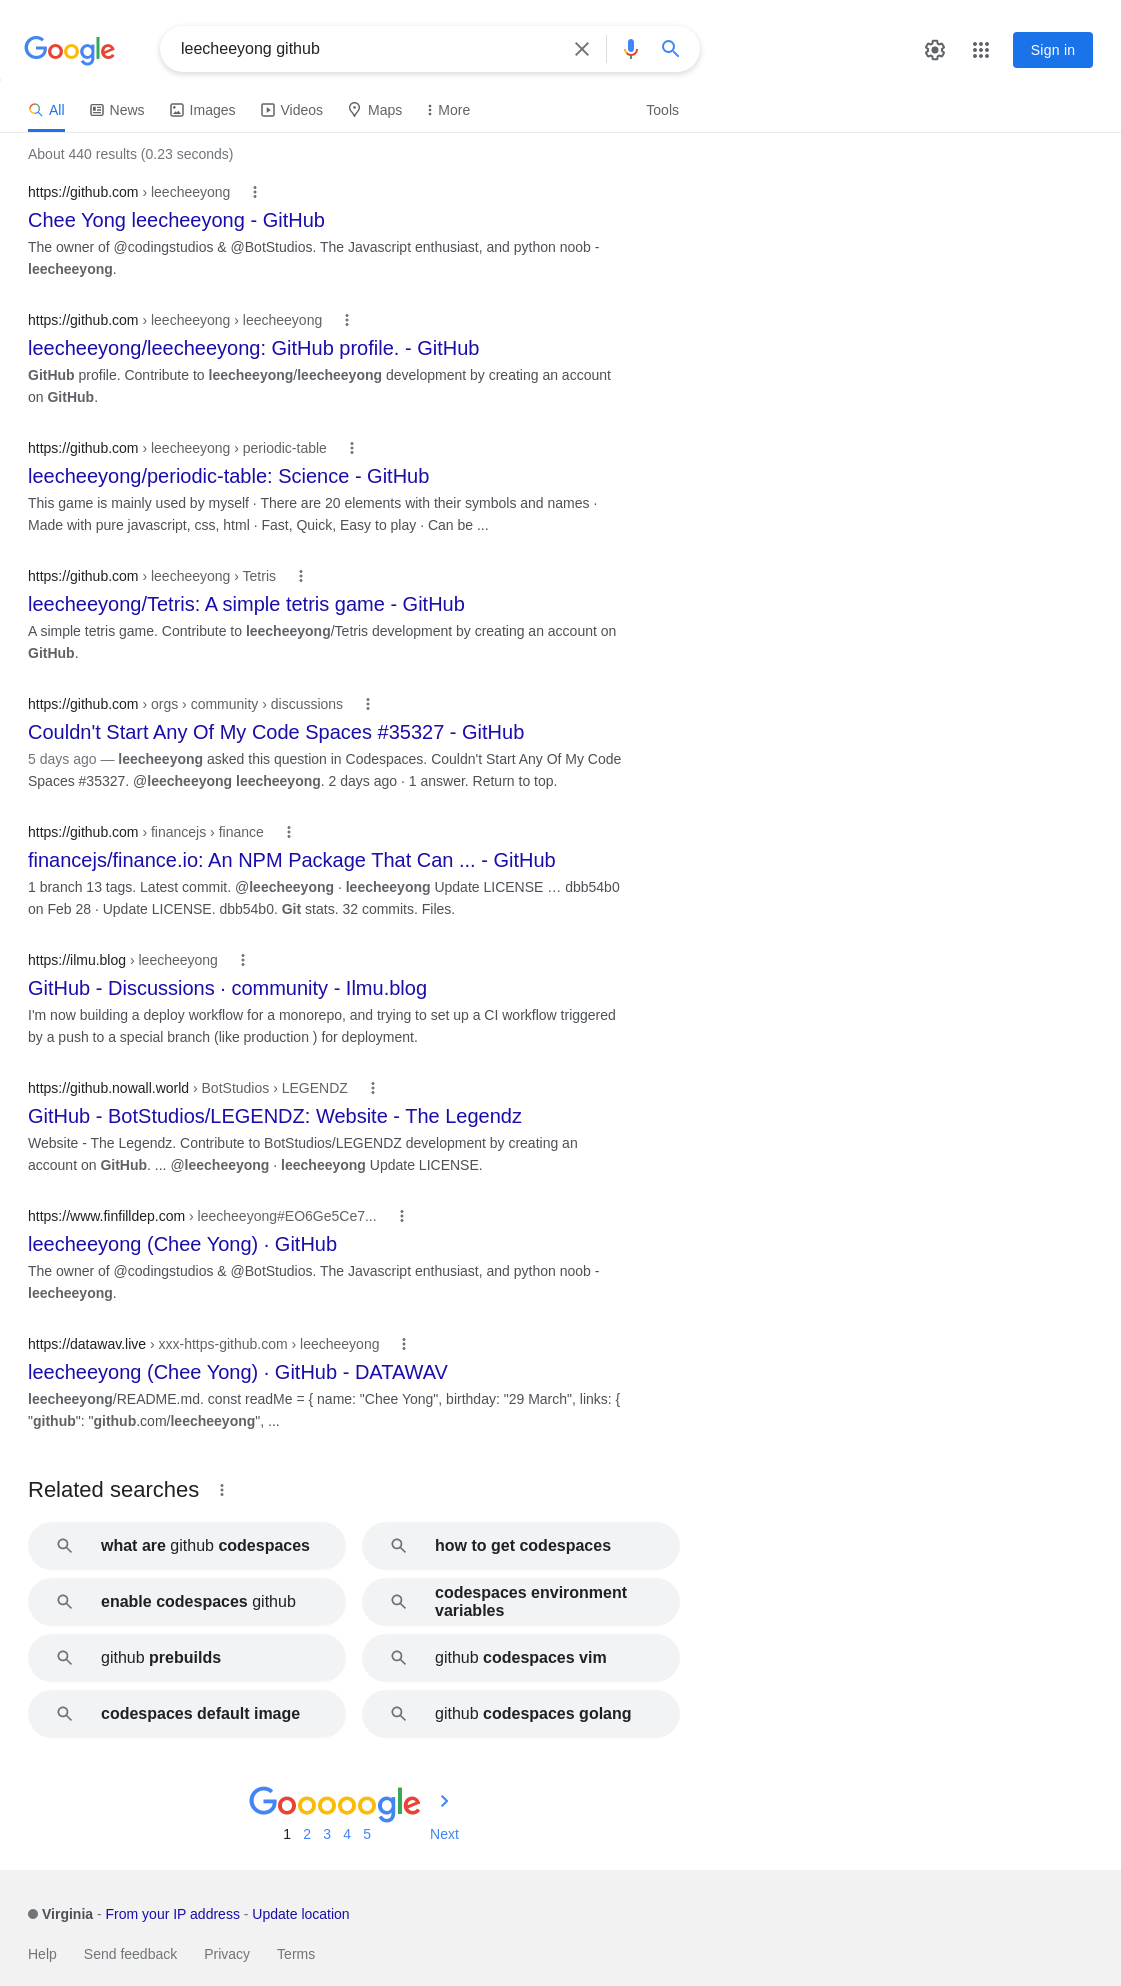 Google
leecheeyong github
Sign in
All
News
Images
Videos
Maps
More
Tools
About 440 results (0.23 seconds)
https://github.com › leecheeyong
Chee Yong leecheeyong - GitHub
The owner of @codingstudios & @BotStudios. The Javascript enthusiast, and python noob -
leecheeyong.
https://github.com › leecheeyong › leecheeyong
leecheeyong/leecheeyong: GitHub profile. - GitHub
GitHub profile. Contribute to leecheeyong/leecheeyong development by creating an account
on GitHub.
https://github.com › leecheeyong › periodic-table
leecheeyong/periodic-table: Science - GitHub
This game is mainly used by myself · There are 20 elements with their symbols and names ·
Made with pure javascript, css, html · Fast, Quick, Easy to play · Can be ...
https://github.com › leecheeyong › Tetris
leecheeyong/Tetris: A simple tetris game - GitHub
A simple tetris game. Contribute to leecheeyong/Tetris development by creating an account on
GitHub.
https://github.com › orgs › community › discussions
Couldn't Start Any Of My Code Spaces #35327 - GitHub
5 days ago — leecheeyong asked this question in Codespaces. Couldn't Start Any Of My Code
Spaces #35327. @leecheeyong leecheeyong. 2 days ago · 1 answer. Return to top.
https://github.com › financejs › finance
financejs/finance.io: An NPM Package That Can ... - GitHub
1 branch 13 tags. Latest commit. @leecheeyong · leecheeyong Update LICENSE … dbb54b0
on Feb 28 · Update LICENSE. dbb54b0. Git stats. 32 commits. Files.
https://ilmu.blog › leecheeyong
GitHub - Discussions · community - Ilmu.blog
I'm now building a deploy workflow for a monorepo, and trying to set up a CI workflow triggered
by a push to a special branch (like production ) for deployment.
https://github.nowall.world › BotStudios › LEGENDZ
GitHub - BotStudios/LEGENDZ: Website - The Legendz
Website - The Legendz. Contribute to BotStudios/LEGENDZ development by creating an
account on GitHub. ... @leecheeyong · leecheeyong Update LICENSE.
https://www.finfilldep.com › leecheeyong#EO6Ge5Ce7...
leecheeyong (Chee Yong) · GitHub
The owner of @codingstudios & @BotStudios. The Javascript enthusiast, and python noob -
leecheeyong.
https://datawav.live › xxx-https-github.com › leecheeyong
leecheeyong (Chee Yong) · GitHub - DATAWAV
leecheeyong/README.md. const readMe = { name: "Chee Yong", birthday: "29 March", links: {
"github": "github.com/leecheeyong", ...
Related searches
what are github codespaces
how to get codespaces
enable codespaces github
codespaces environment
variables
github prebuilds
github codespaces vim
codespaces default image
github codespaces golang
Gooooogle
1 2 3 4 5 Next
Virginia - From your IP address - Update location
Help Send feedback Privacy Terms